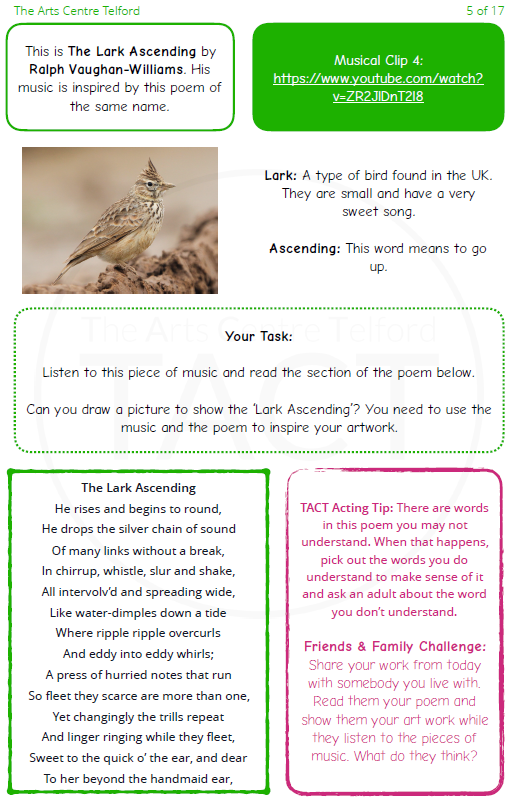 The Arts Centre Telford
5 of 17
This is The Lark Ascending by
Ralph Vaughan-Williams. His
music is inspired by this poem of
the same name.
Musical Clip 4:
https://www.youtube.com/watch?
v=ZR2JlDnT2l8
Lark: A type of bird found in the UK.
They are small and have a very
sweet song.
Ascending: This word means to go
up.
The Arts Centre Telford
TACT
Your Task:
Listen to this piece of music and read the section of the poem below.
Can you draw a picture to show the ‘Lark Ascending’? You need to use the
music and the poem to inspire your artwork.
The Lark Ascending
He rises and begins to round,
He drops the silver chain of sound
Of many links without a break,
In chirrup, whistle, slur and shake,
All intervolv’d and spreading wide,
Like water-dimples down a tide
Where ripple ripple overcurls
And eddy into eddy whirls;
A press of hurried notes that run
So fleet they scarce are more than one,
Yet changingly the trills repeat
And linger ringing while they fleet,
Sweet to the quick o’ the ear, and dear
To her beyond the handmaid ear,
TACT Acting Tip: There are words
in this poem you may not
understand. When that happens,
pick out the words you do
understand to make sense of it
and ask an adult about the word
you don’t understand.
Friends & Family Challenge:
Share your work from today
with somebody you live with.
Read them your poem and
show them your art work while
they listen to the pieces of
music. What do they think?